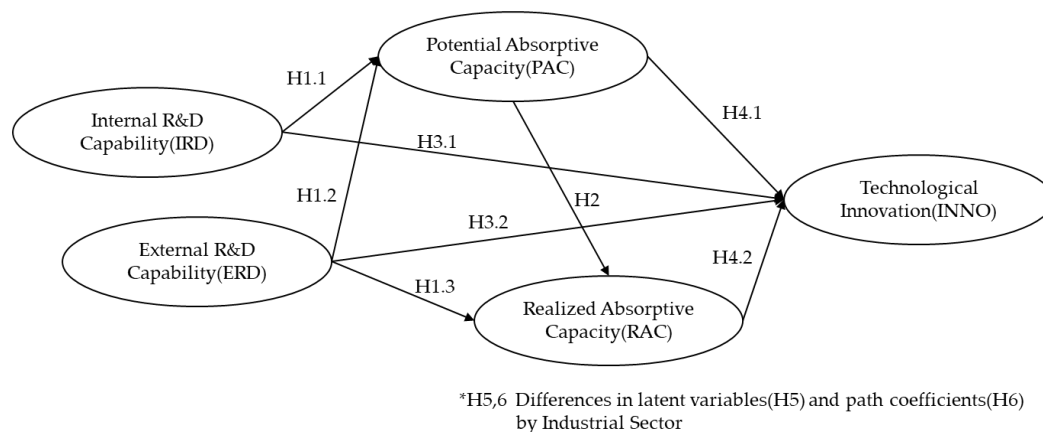 Potential Absorptive
Capacity(PAC)
H1.1
H4.1
Internal R&D
Capability(IRD)
H3.1
H1.2
H2
Technological
Innovation(INNO)
H3.2
External R&D
Capability(ERD)
H4.2
H1.3
Realized Absorptive
Capacity(RAC)
*H5,6 Differences in latent variables(H5) and path coefficients(H6)
by Industrial Sector